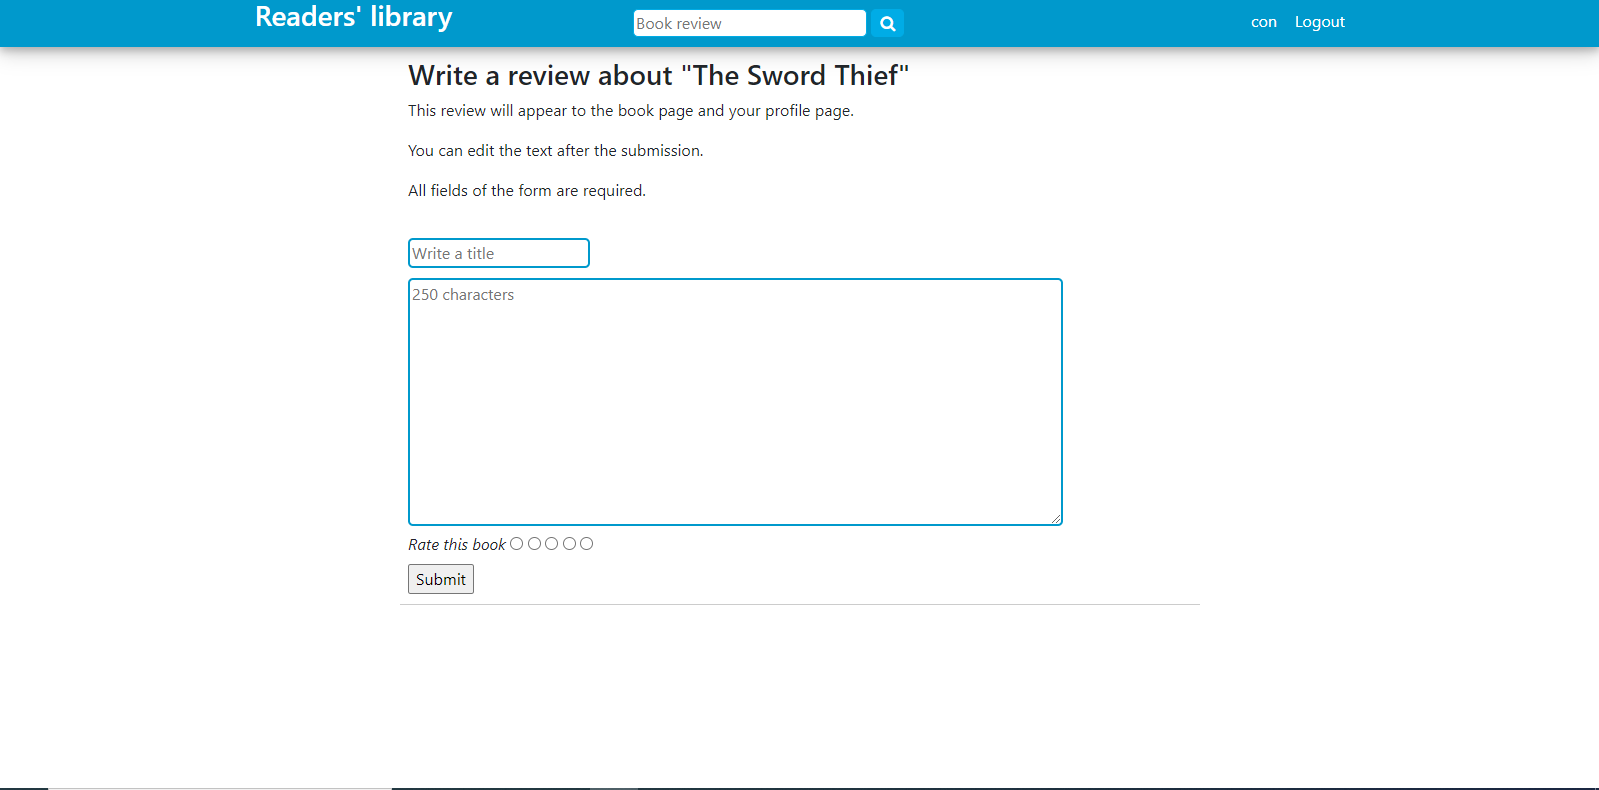 Readers' library
Book review
con
Logout
Write a review about "The Sword Thief"
This review will appear to the book page and your profile page.
You can edit the text after the submission.
All fields of the form are required.
Write a title
250 characters
Rate this book
Submit